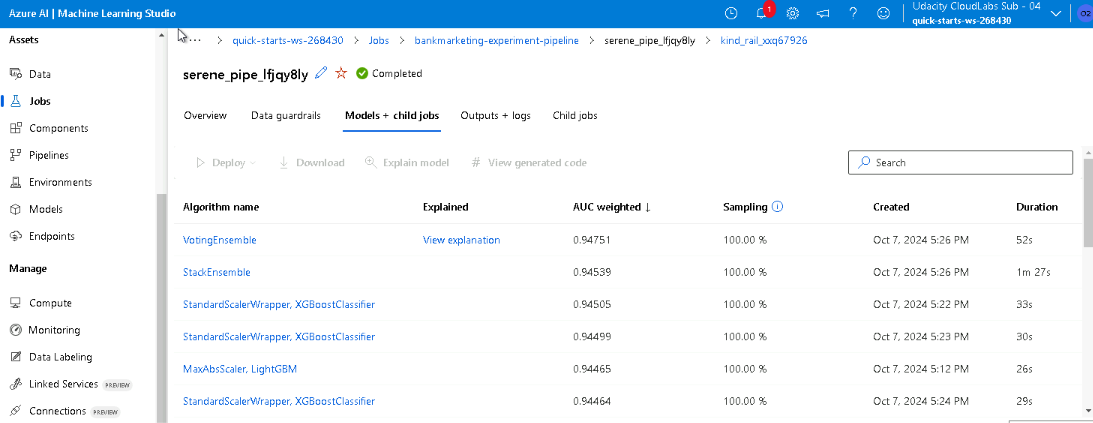 Azure AI | Machine Learning Studio
1
Udacity CloudLabs Sub - 04
quick-starts-ws-268430
O2
Assets
Data
Jobs
Components
Pipelines
Environments
Models
Endpoints
Manage
Compute
Monitoring
Data Labeling
Linked Services PREVIEW
Connections PREVIEW
··· > quick-starts-ws-268430 > Jobs > bankmarketing-experiment-pipeline > serene_pipe_lfjqy8ly > kind_rail_xxq67926
serene_pipe_lfjqy8ly Completed
Overview Data guardrails Models + child jobs Outputs + logs Child jobs
Deploy Download Explain model # View generated code Search
Algorithm name Explained AUC weighted ↓ Sampling Created Duration
VotingEnsemble View explanation 0.94751 100.00 % Oct 7, 2024 5:26 PM 52s
StackEnsemble 0.94539 100.00 % Oct 7, 2024 5:26 PM 1m 27s
StandardScalerWrapper, XGBoostClassifier 0.94505 100.00 % Oct 7, 2024 5:22 PM 33s
StandardScalerWrapper, XGBoostClassifier 0.94499 100.00 % Oct 7, 2024 5:23 PM 30s
MaxAbsScaler, LightGBM 0.94465 100.00 % Oct 7, 2024 5:12 PM 26s
StandardScalerWrapper, XGBoostClassifier 0.94464 100.00 % Oct 7, 2024 5:24 PM 29s